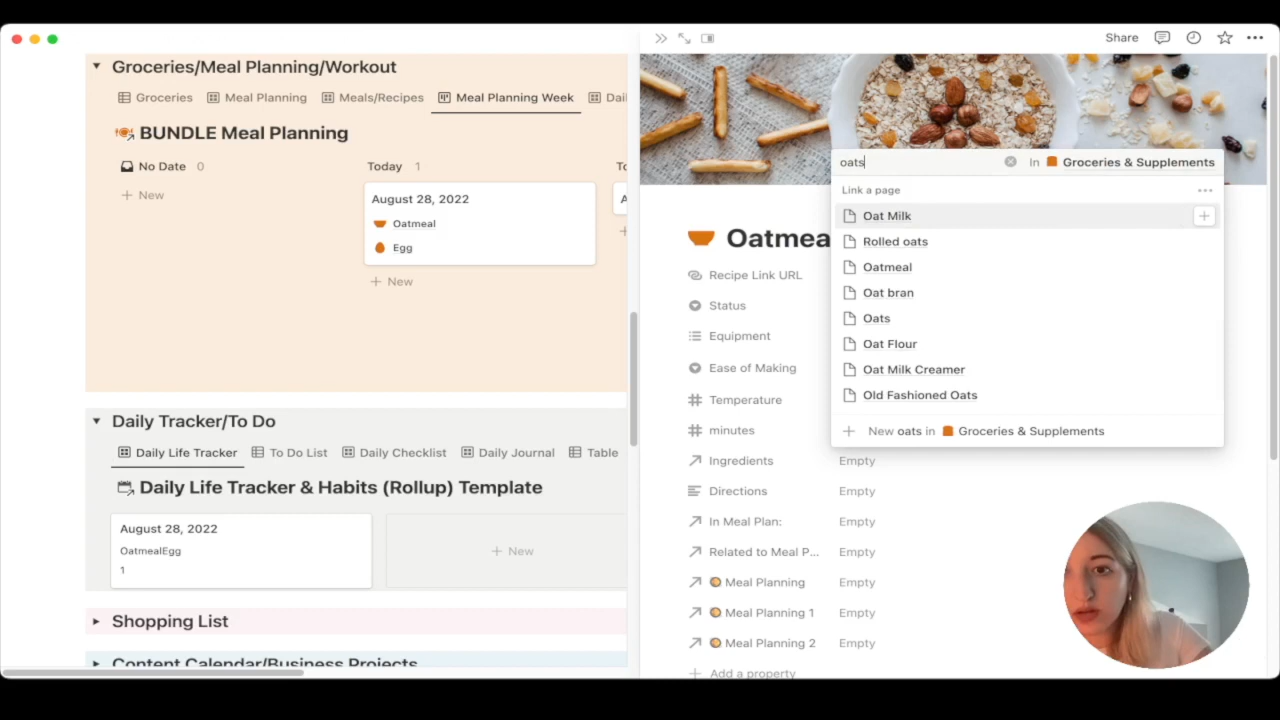 Groceries/Meal Planning/Workout
Groceries Meal Planning Meals/Recipes Meal Planning Week Dail
BUNDLE Meal Planning
No Date 0 Today 1 To
New
August 28, 2022 A
Oatmeal
Egg
New
Daily Tracker/To Do
Daily Life Tracker To Do List Daily Checklist Daily Journal Table
Daily Life Tracker & Habits (Rollup) Template
August 28, 2022
OatmealEgg
1
New
Shopping List
Content Calendar/Business Projects
Share
oats In Groceries & Supplements
Link a page
Oat Milk
Rolled oats
Oatmeal
Oat bran
Oats
Oat Flour
Oat Milk Creamer
Old Fashioned Oats
New oats in Groceries & Supplements
Oatmea
Recipe Link URL
Status
Equipment
Ease of Making
Temperature
minutes
Ingredients Empty
Directions Empty
In Meal Plan: Empty
Related to Meal P... Empty
Meal Planning Empty
Meal Planning 1 Empty
Meal Planning 2 Empty
Add a property